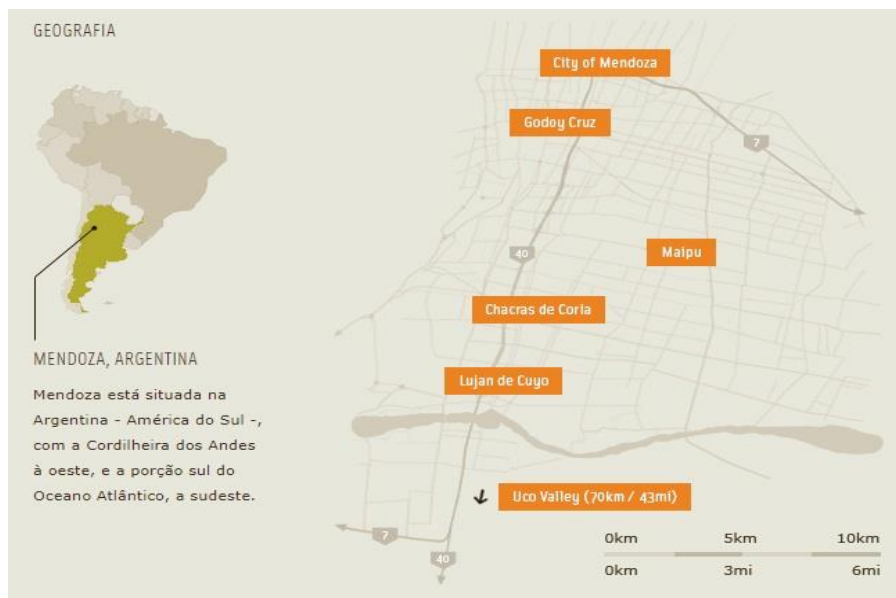 GEOGRAFIA
MENDOZA, ARGENTINA
Mendoza está situada na
Argentina - América do Sul -,
com a Cordilheira dos Andes
à oeste, e a porção sul do
Oceano Atlântico, a sudeste.
City of Mendoza
Godoy Cruz
7
40
Maipu
Chacras de Coria
Lujan de Cuyo
Uco Valley (70km / 43mi)
7
40
0km 5km 10km
0km 3mi 6mi